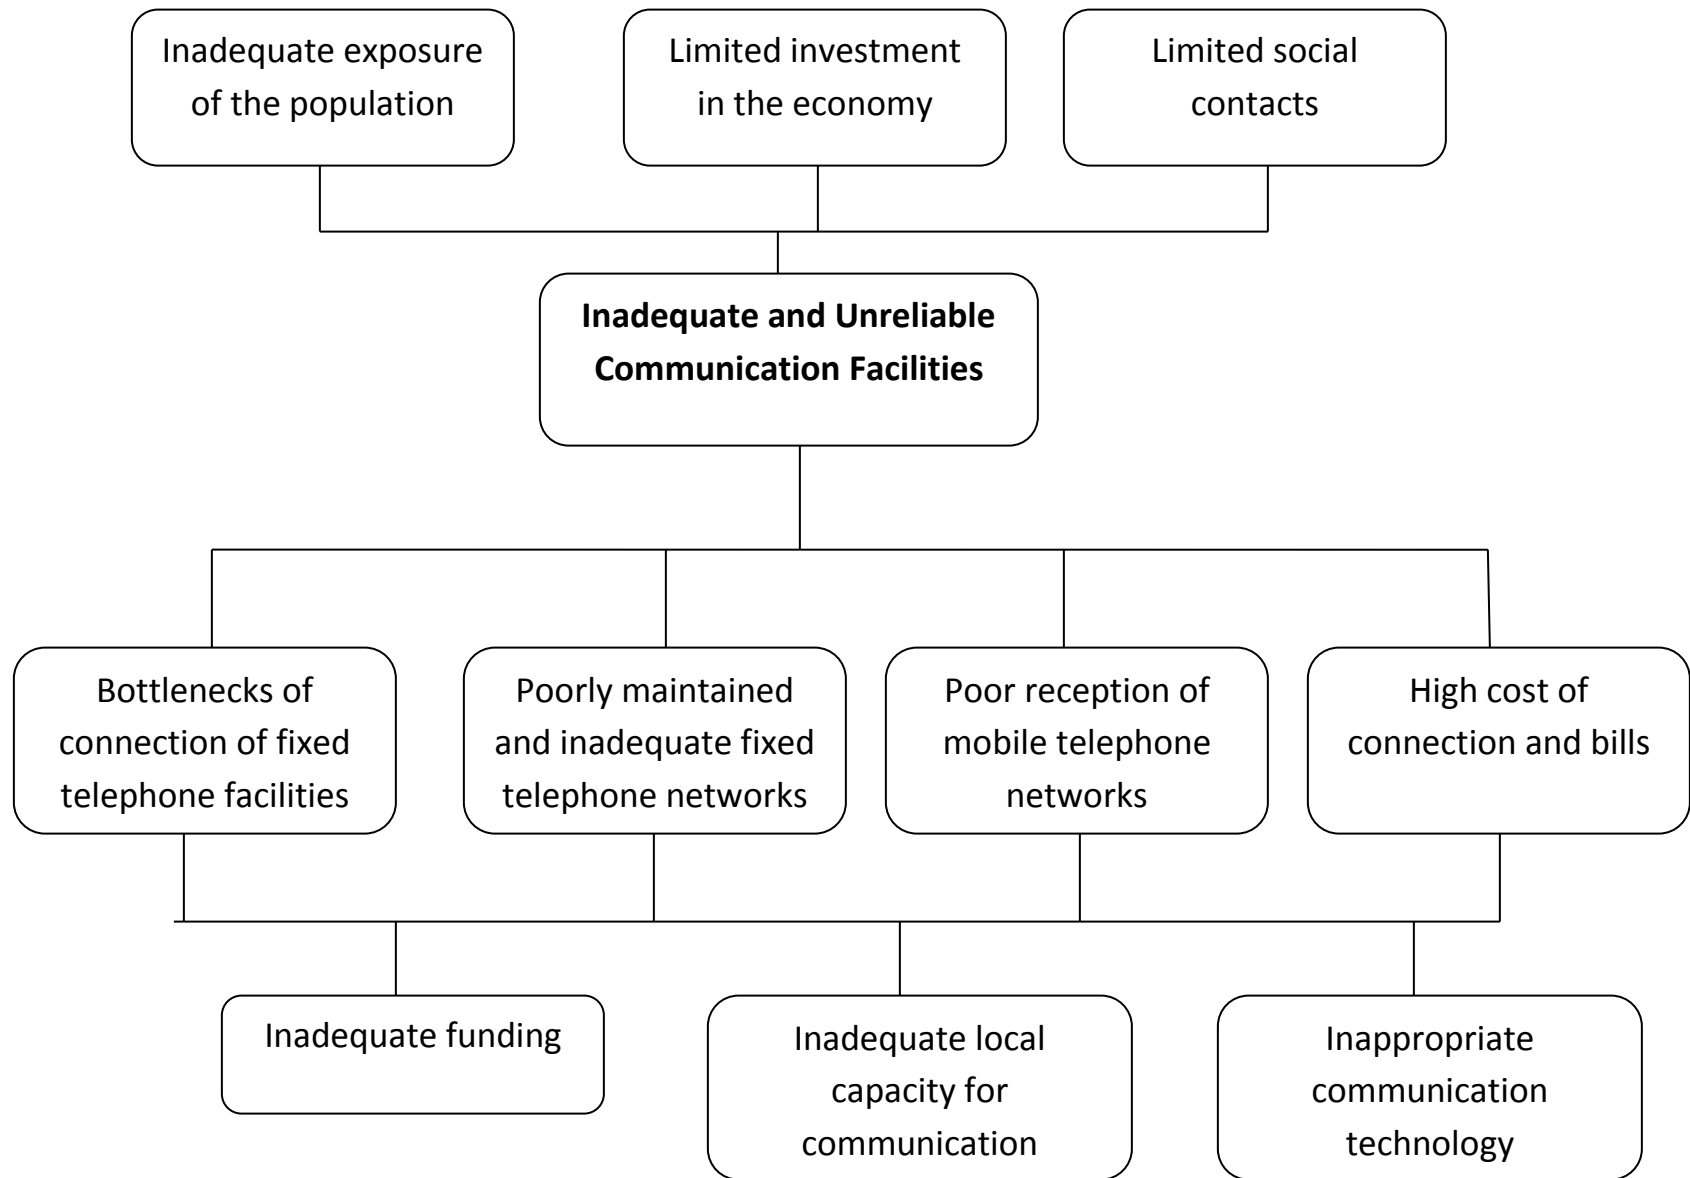 Inadequate exposure
of the population
Limited investment
in the economy
Limited social
contacts
Inadequate and Unreliable
Communication Facilities
Bottlenecks of
connection of fixed
telephone facilities
Poorly maintained
and inadequate fixed
telephone networks
Poor reception of
mobile telephone
networks
High cost of
connection and bills
Inadequate funding
Inadequate local
capacity for
communication
Inappropriate
communication
technology